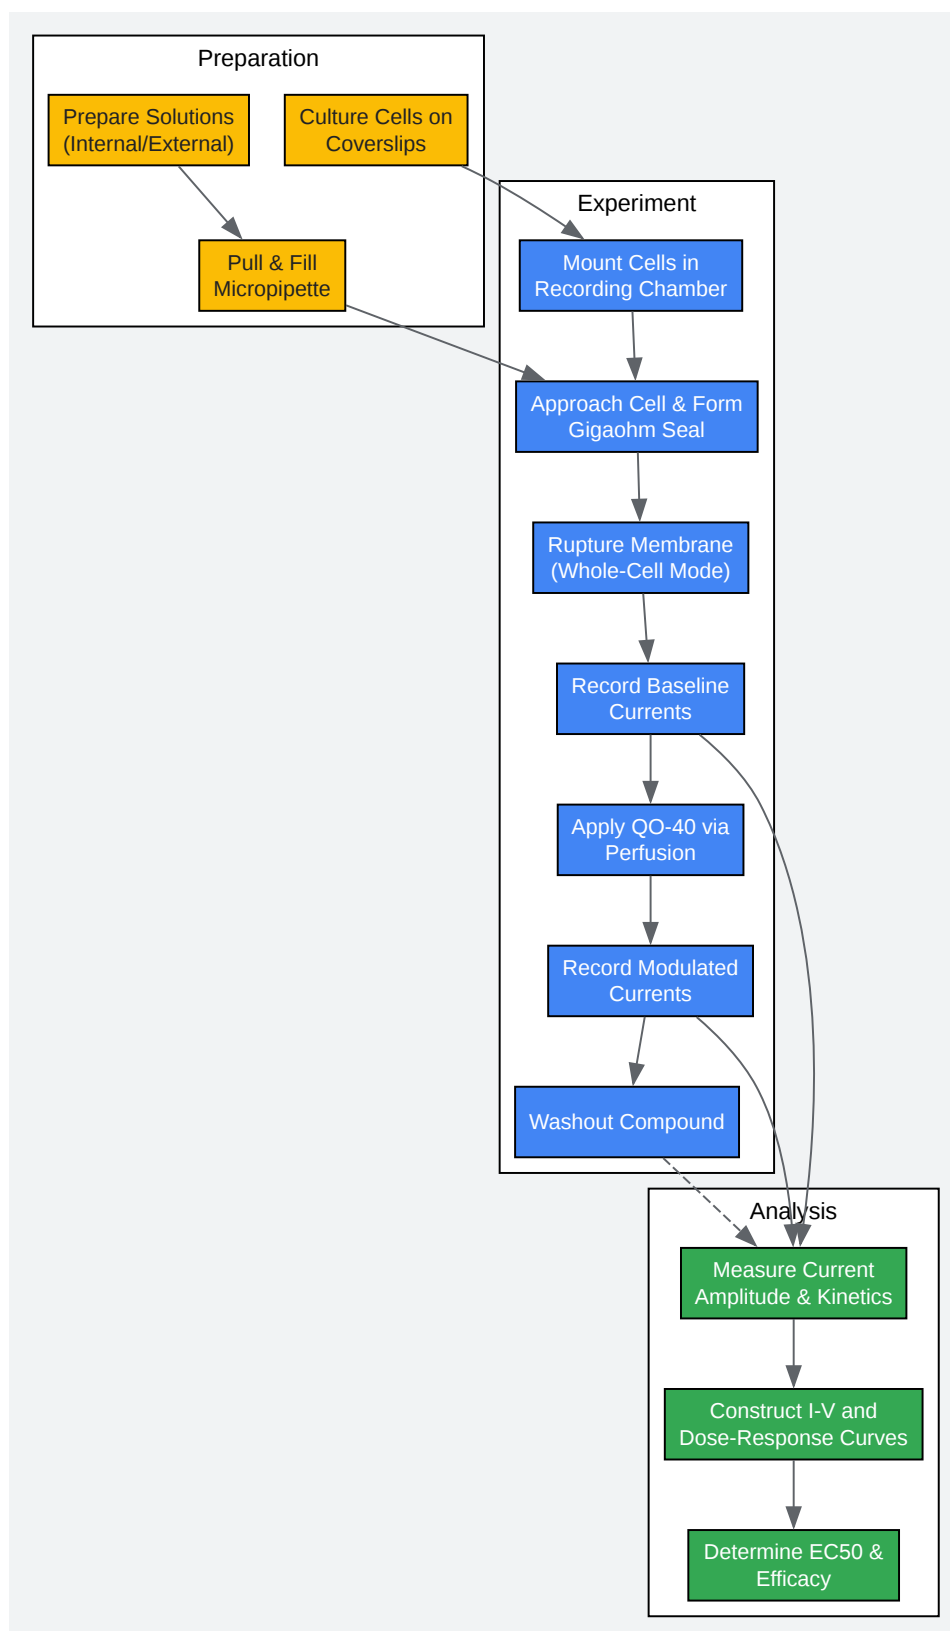 Preparation
Prepare Solutions
(Internal/External)
Culture Cells on
Coverslips
Pull & Fill
Micropipette
Experiment
Mount Cells in
Recording Chamber
Approach Cell & Form
Gigaohm Seal
Rupture Membrane
(Whole-Cell Mode)
Record Baseline
Currents
Apply QO-40 via
Perfusion
Record Modulated
Currents
Washout Compound
Analysis
Measure Current
Amplitude & Kinetics
Construct I-V and
Dose-Response Curves
Determine EC50 &
Efficacy